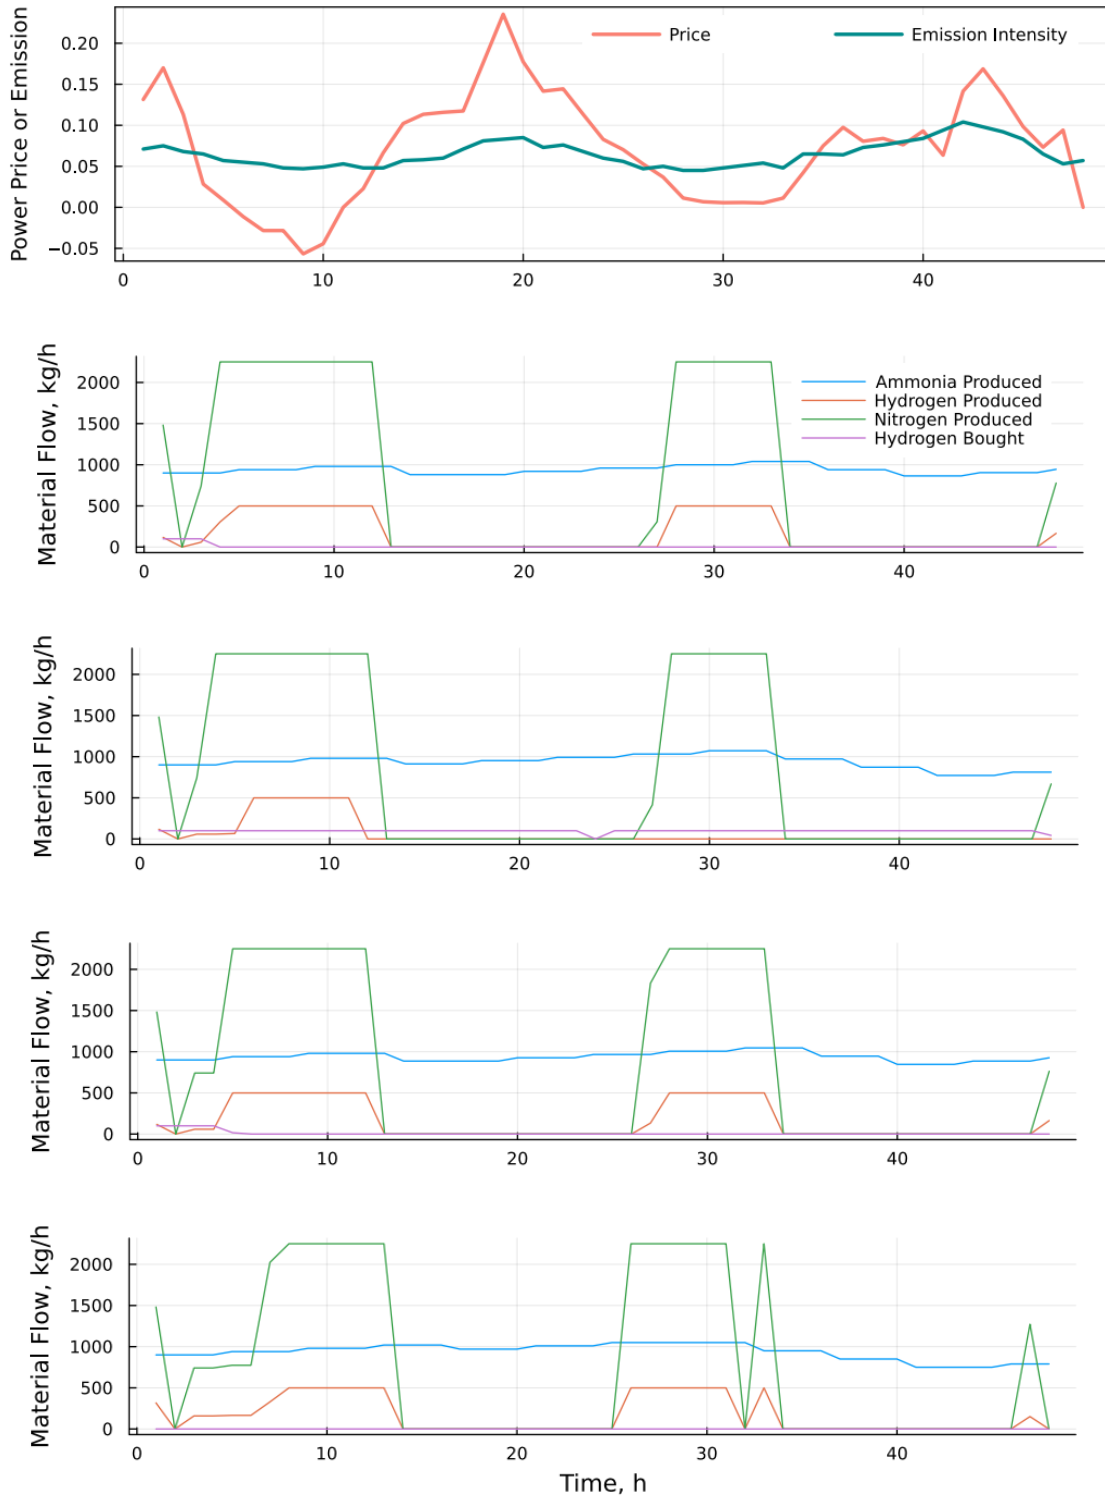 Power Price or Emission
0.20
0.15
0.10
0.05
0.00
−0.05
Price
Emission Intensity
0 10 20 30 40
Material Flow, kg/h
2000
1500
1000
500
0
Ammonia Produced
Hydrogen Produced
Nitrogen Produced
Hydrogen Bought
0 10 20 30 40
Material Flow, kg/h
2000
1500
1000
500
0
0 10 20 30 40
Material Flow, kg/h
2000
1500
1000
500
0
0 10 20 30 40
Material Flow, kg/h
2000
1500
1000
500
0
0 10 20 30 40
Time, h